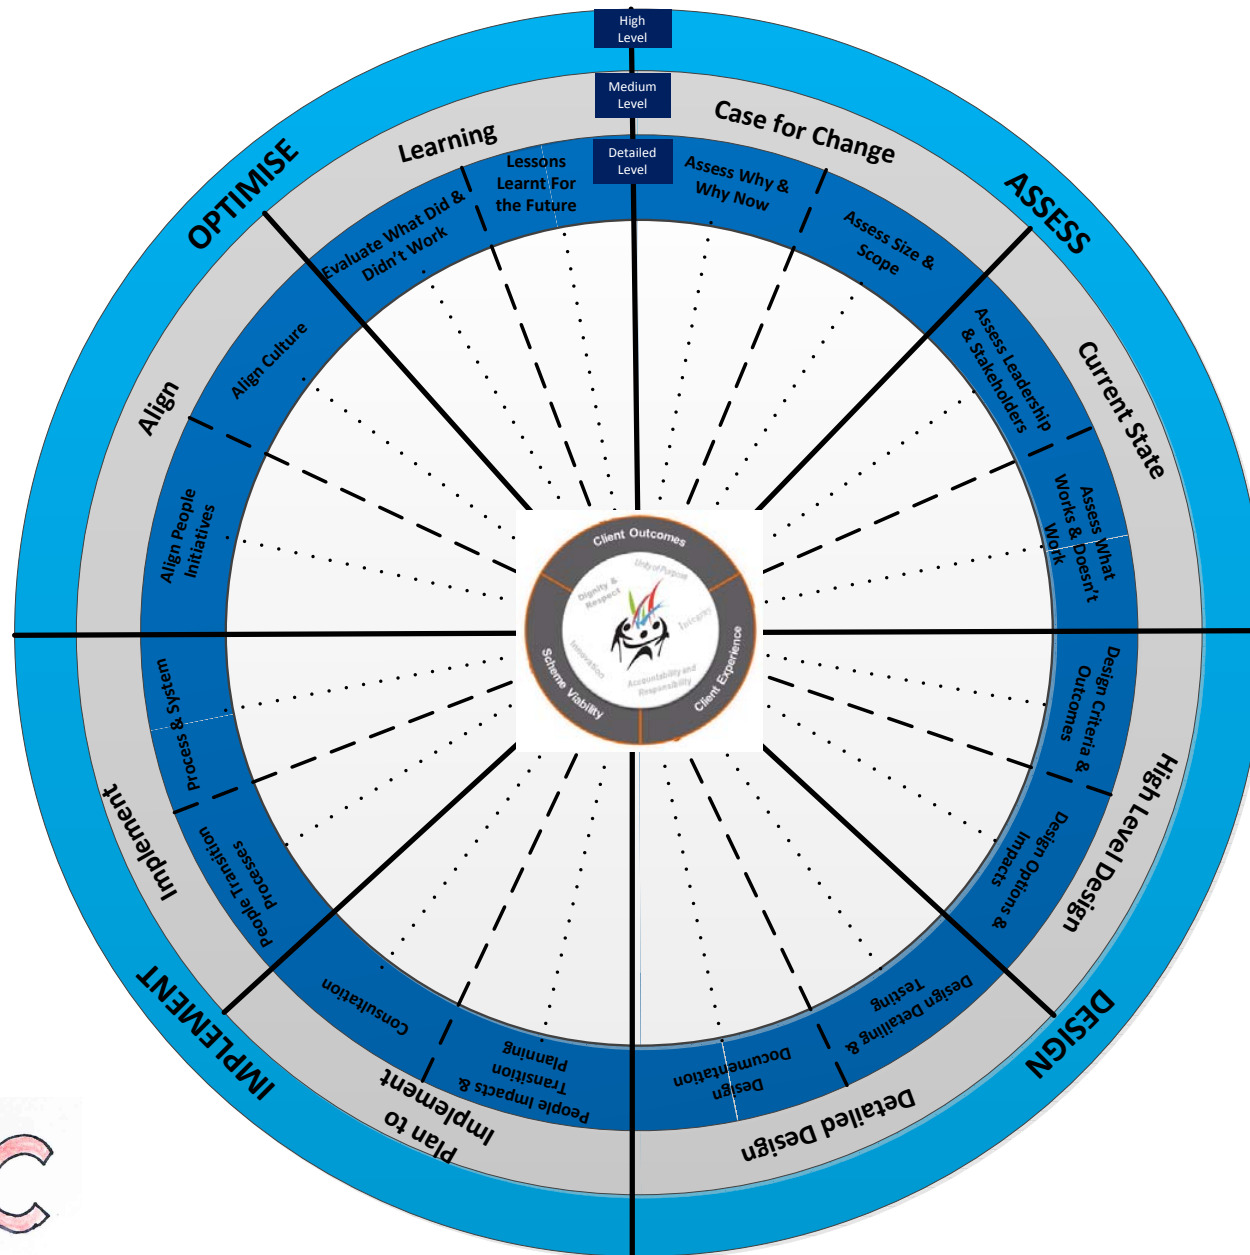 High
Level
Medium
Level
Detailed
Level
ASSESS
Case for Change
Assess Why &
Why Now
Assess Size &
Scope
Current State
Assess Leadership
& Stakeholders
Assess What
Works & Doesn't
Work
DESIGN
High Level Design
Design Criteria &
Outcomes
Design Options &
Impacts
Detailed Design
Design Detailing &
Testing
Design
Documentation
IMPLEMENT
Plan to
Implement
People Impacts &
Transition
Planning
Consultation
Implement
People Transition
Processes
Process & System
OPTIMISE
Align
Align People
Initiatives
Align Culture
Learning
Evaluate What Did &
Didn't Work
Lessons
Learnt For
the Future
Client Outcomes
Client Experience
Scheme Viability
Unity of Purpose
Integrity
Accountability and
Responsibility
Innovation
Dignity &
Respect
C